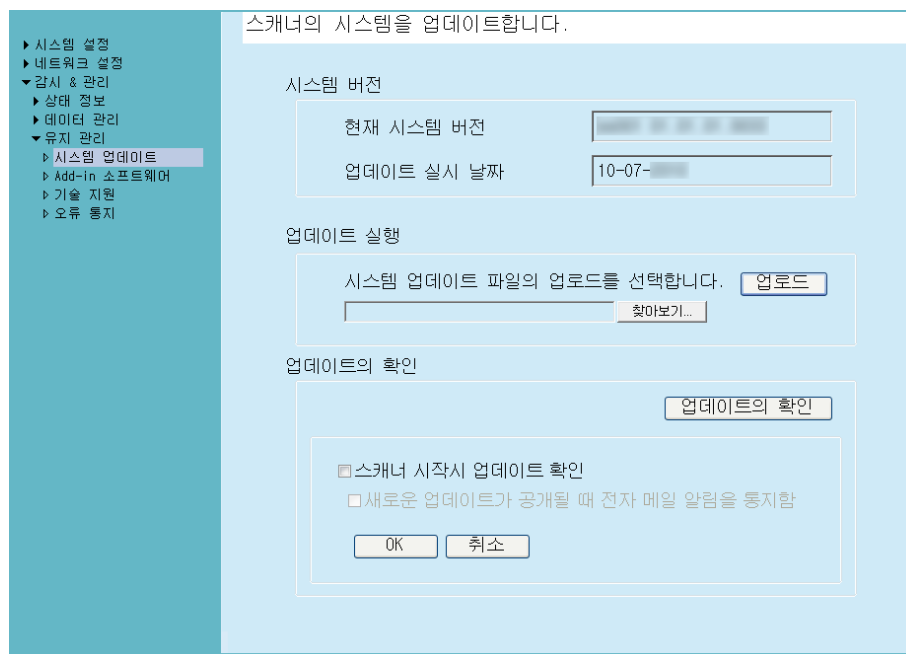 스캐너의 시스템을 업데이트합니다.
시스템 설정
네트워크 설정
감시 & 관리
상태 정보
데이터 관리
유지 관리
시스템 업데이트
Add-in 소프트웨어
기술 지원
오류 통지
시스템 버전
현재 시스템 버전
업데이트 실시 날짜
10-07-
업데이트 실행
시스템 업데이트 파일의 업로드를 선택합니다.
업로드
찾아보기...
업데이트의 확인
업데이트의 확인
스캐너 시작시 업데이트 확인
새로운 업데이트가 공개될 때 전자 메일 알림을 통지함
OK
취소